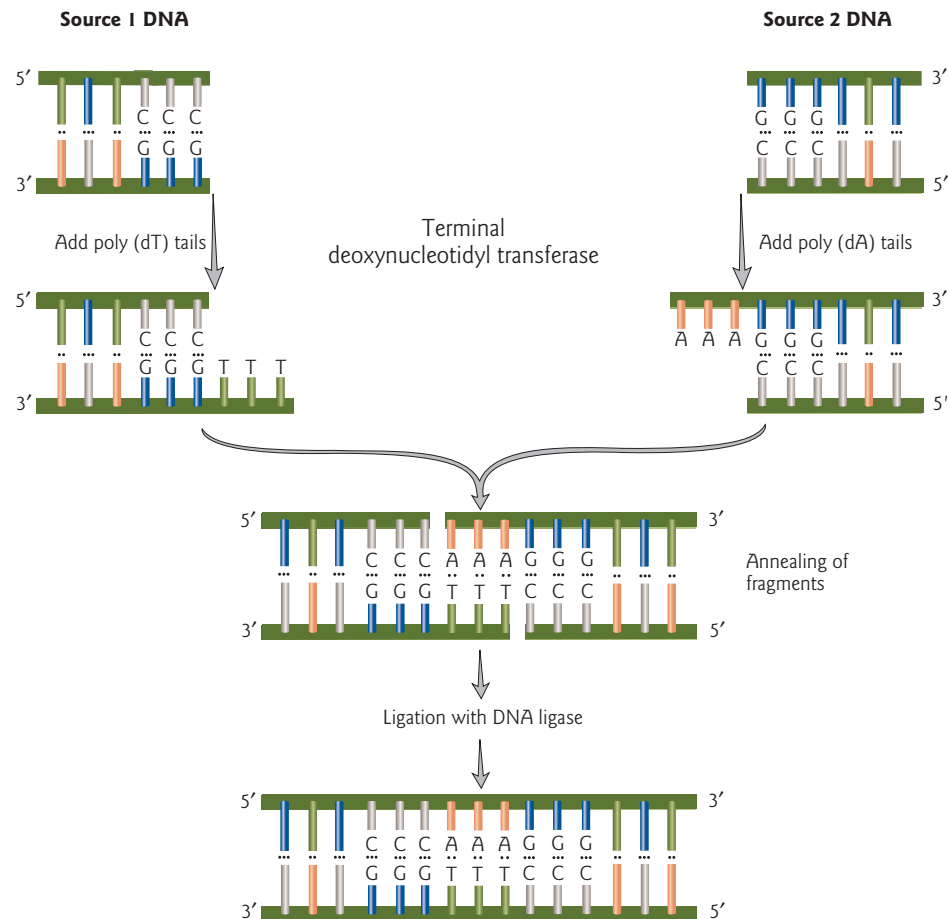 Source 1 DNA
Source 2 DNA
5′
3′
C C C
G G G
G G G
C C C
3′
5′
Add poly (dT) tails
Terminal
deoxynucleotidyl transferase
Add poly (dA) tails
5′
3′
C C C
G G G T T T
A A A G G G
C C C
3′
5'
5′
3′
C C C A A A G G G
G G G T T T C C C
Annealing of
fragments
3′
5′
Ligation with DNA ligase
5′
3′
C C C A A A G G G
G G G T T T C C C
3′
5′